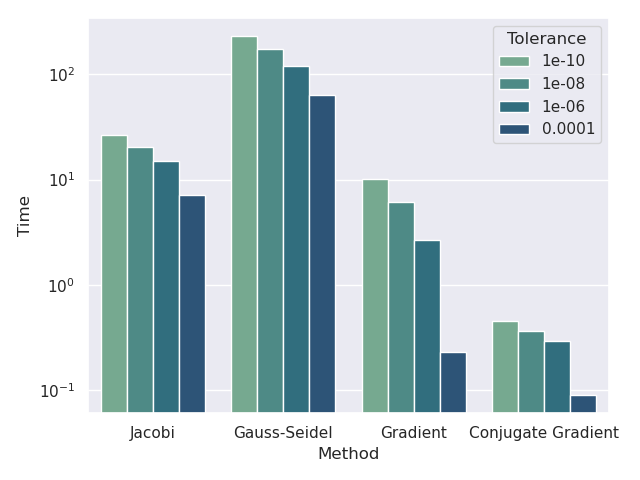 Tolerance
1e-10
1e-08
1e-06
0.0001
10²
10¹
10⁰
10⁻¹
Time
Jacobi
Gauss-Seidel
Gradient
Conjugate Gradient
Method